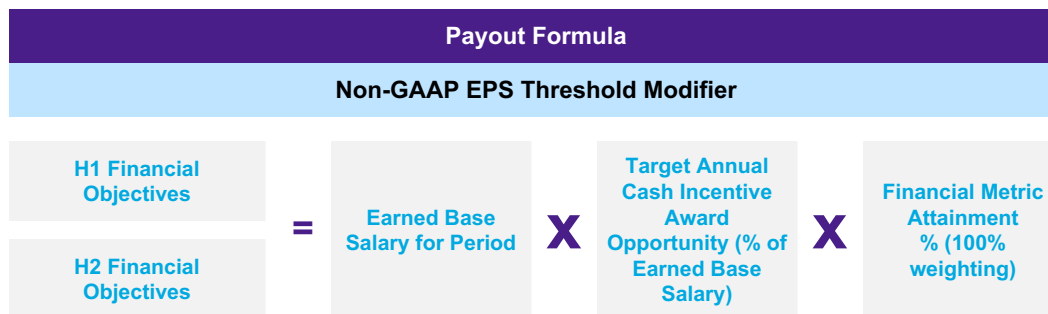 Payout Formula
Non-GAAP EPS Threshold Modifier
H1 Financial
Objectives
H2 Financial
Objectives
=
Earned Base
Salary for Period
X
Target Annual
Cash Incentive
Award
Opportunity (% of
Earned Base
Salary)
X
Financial Metric
Attainment
% (100%
weighting)